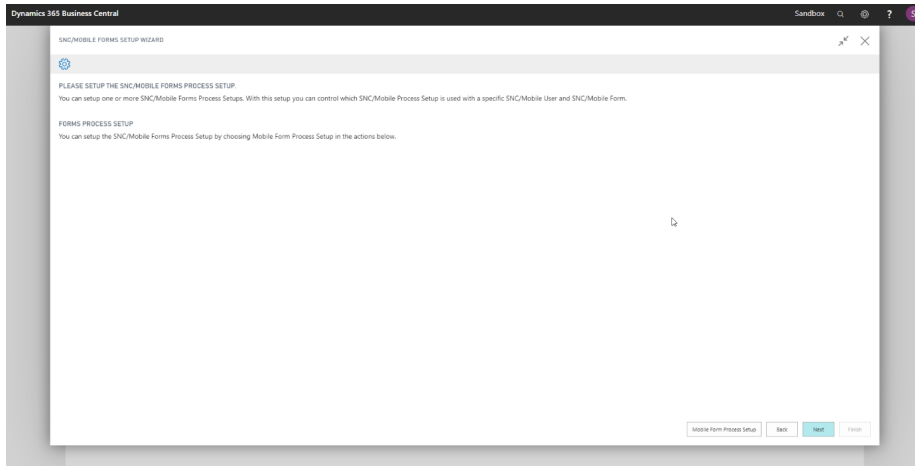 Dynamics 365 Business Central
Sandbox
?
S
SNC/MOBILE FORMS SETUP WIZARD
PLEASE SETUP THE SNC/MOBILE FORMS PROCESS SETUP.
You can setup one or more SNC/Mobile Forms Process Setups. With this setup you can control which SNC/Mobile Process Setup is used with a specific SNC/Mobile User and SNC/Mobile Form.
FORMS PROCESS SETUP
You can setup the SNC/Mobile Forms Process Setup by choosing Mobile Form Process Setup in the actions below.
Mobile Form Process Setup
Back
Next
Finish